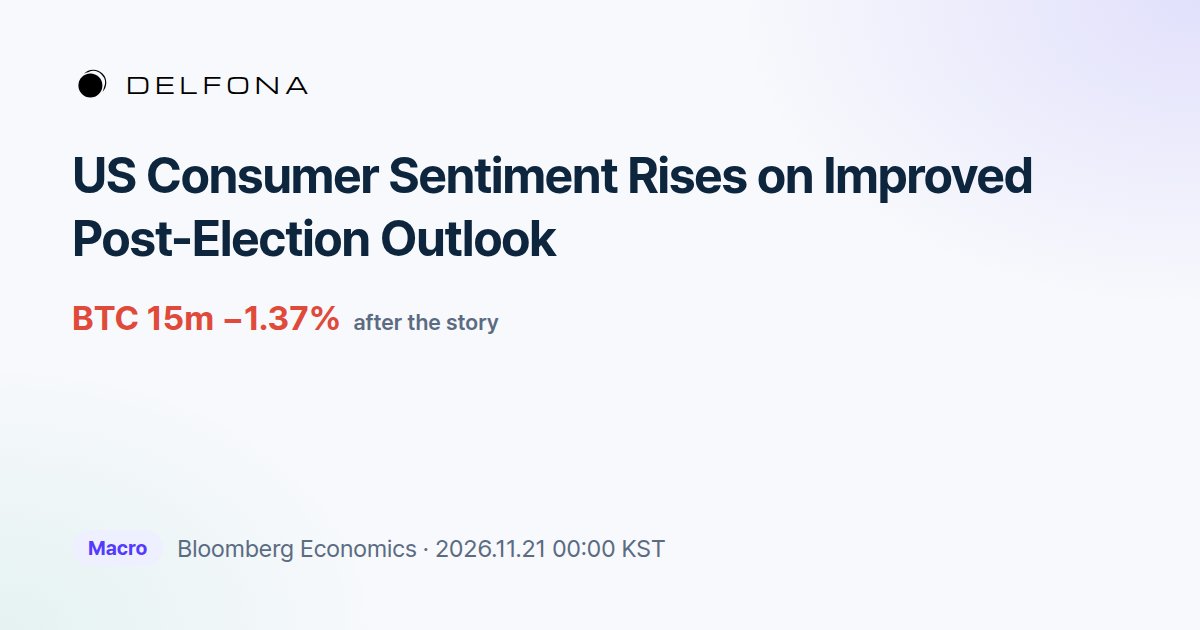 DELFONA
US Consumer Sentiment Rises on Improved
Post-Election Outlook
BTC 15m −1.37% after the story
Macro Bloomberg Economics · 2026.11.21 00:00 KST